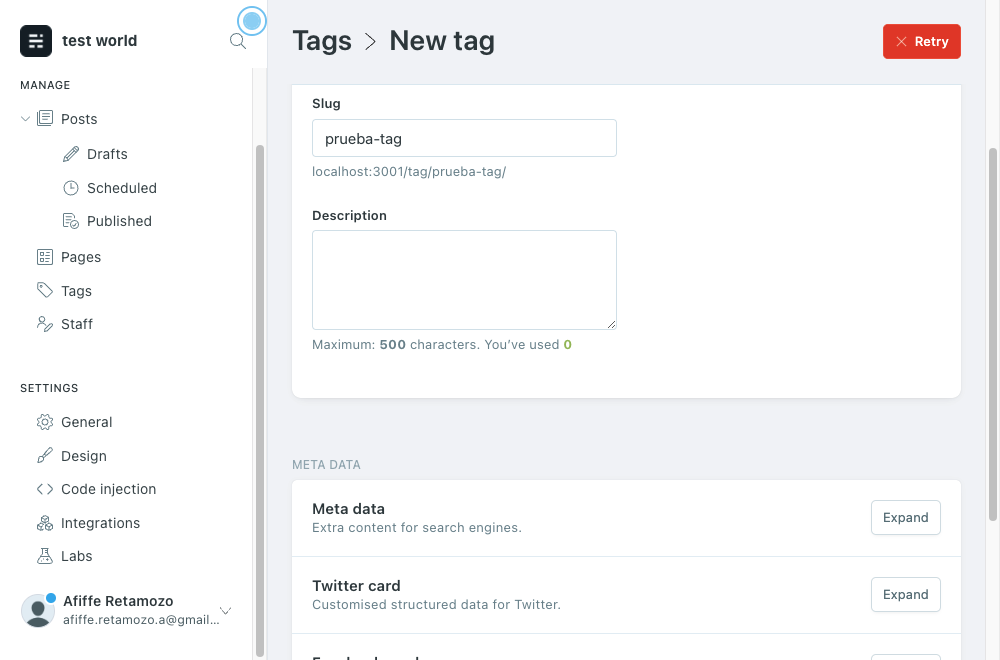 test world
MANAGE
Posts
Drafts
Scheduled
Published
Pages
Tags
Staff
SETTINGS
General
Design
Code injection
Integrations
Labs
Afiffe Retamozo
afiffe.retamozo.a@gmail...
Tags > New tag
Retry
Slug
prueba-tag
localhost:3001/tag/prueba-tag/
Description
Maximum: 500 characters. You’ve used 0
META DATA
Meta data
Extra content for search engines.
Expand
Twitter card
Customised structured data for Twitter.
Expand